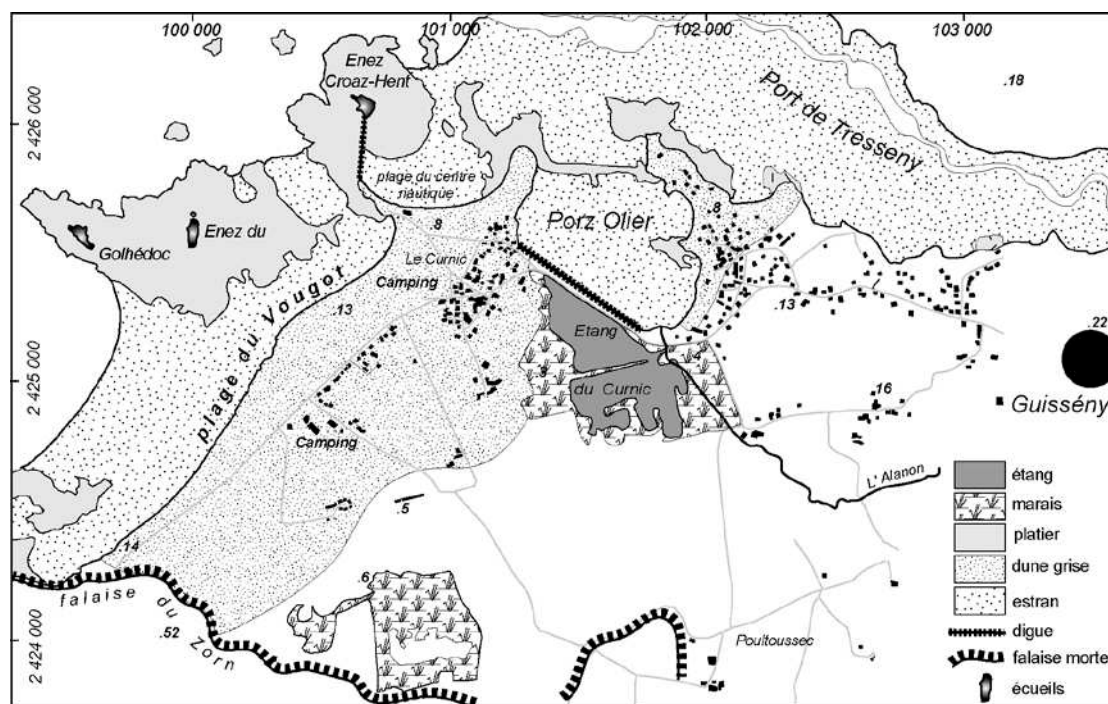 100 000
101 000
102 000
103 000
2 426 000
2 425 000
2 424 000
Enez
Croaz-Hent
.18
Port de Tresseny
plage du centre
nautique
Golhédoc
Enez du
.8
Porz Olier
.8
Le Curnic
Camping
plage du Vougot
.13
.13
.22
Etang
du Curnic
.3
.4
.16
Guissény
Camping
L' Alanon
.5
.14
.6
falaise du Zorn
.52
Poultoussec
étang
marais
platier
dune grise
estran
digue
falaise morte
écueils